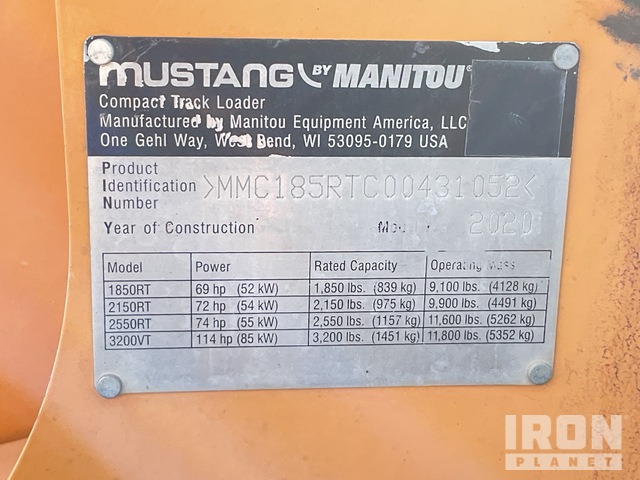 MUSTANG BY MANITOU®
Compact Track Loader
Manufactured by Manitou Equipment America, LLC
One Gehl Way, West Bend, WI 53095-0179 USA
Product
Identification >MMC185RTC00431052<
Number
Year of Construction 2020
Model Power Rated Capacity Operating Mass
1850RT 69 hp (52 kW) 1,850 lbs. (839 kg) 9,100 lbs. (4128 kg)
2150RT 72 hp (54 kW) 2,150 lbs. (975 kg) 9,900 lbs. (4491 kg)
2550RT 74 hp (55 kW) 2,550 lbs. (1157 kg) 11,600 lbs. (5262 kg)
3200VT 114 hp (85 kW) 3,200 lbs. (1451 kg) 11,800 lbs. (5352 kg)
IRON
PLANET